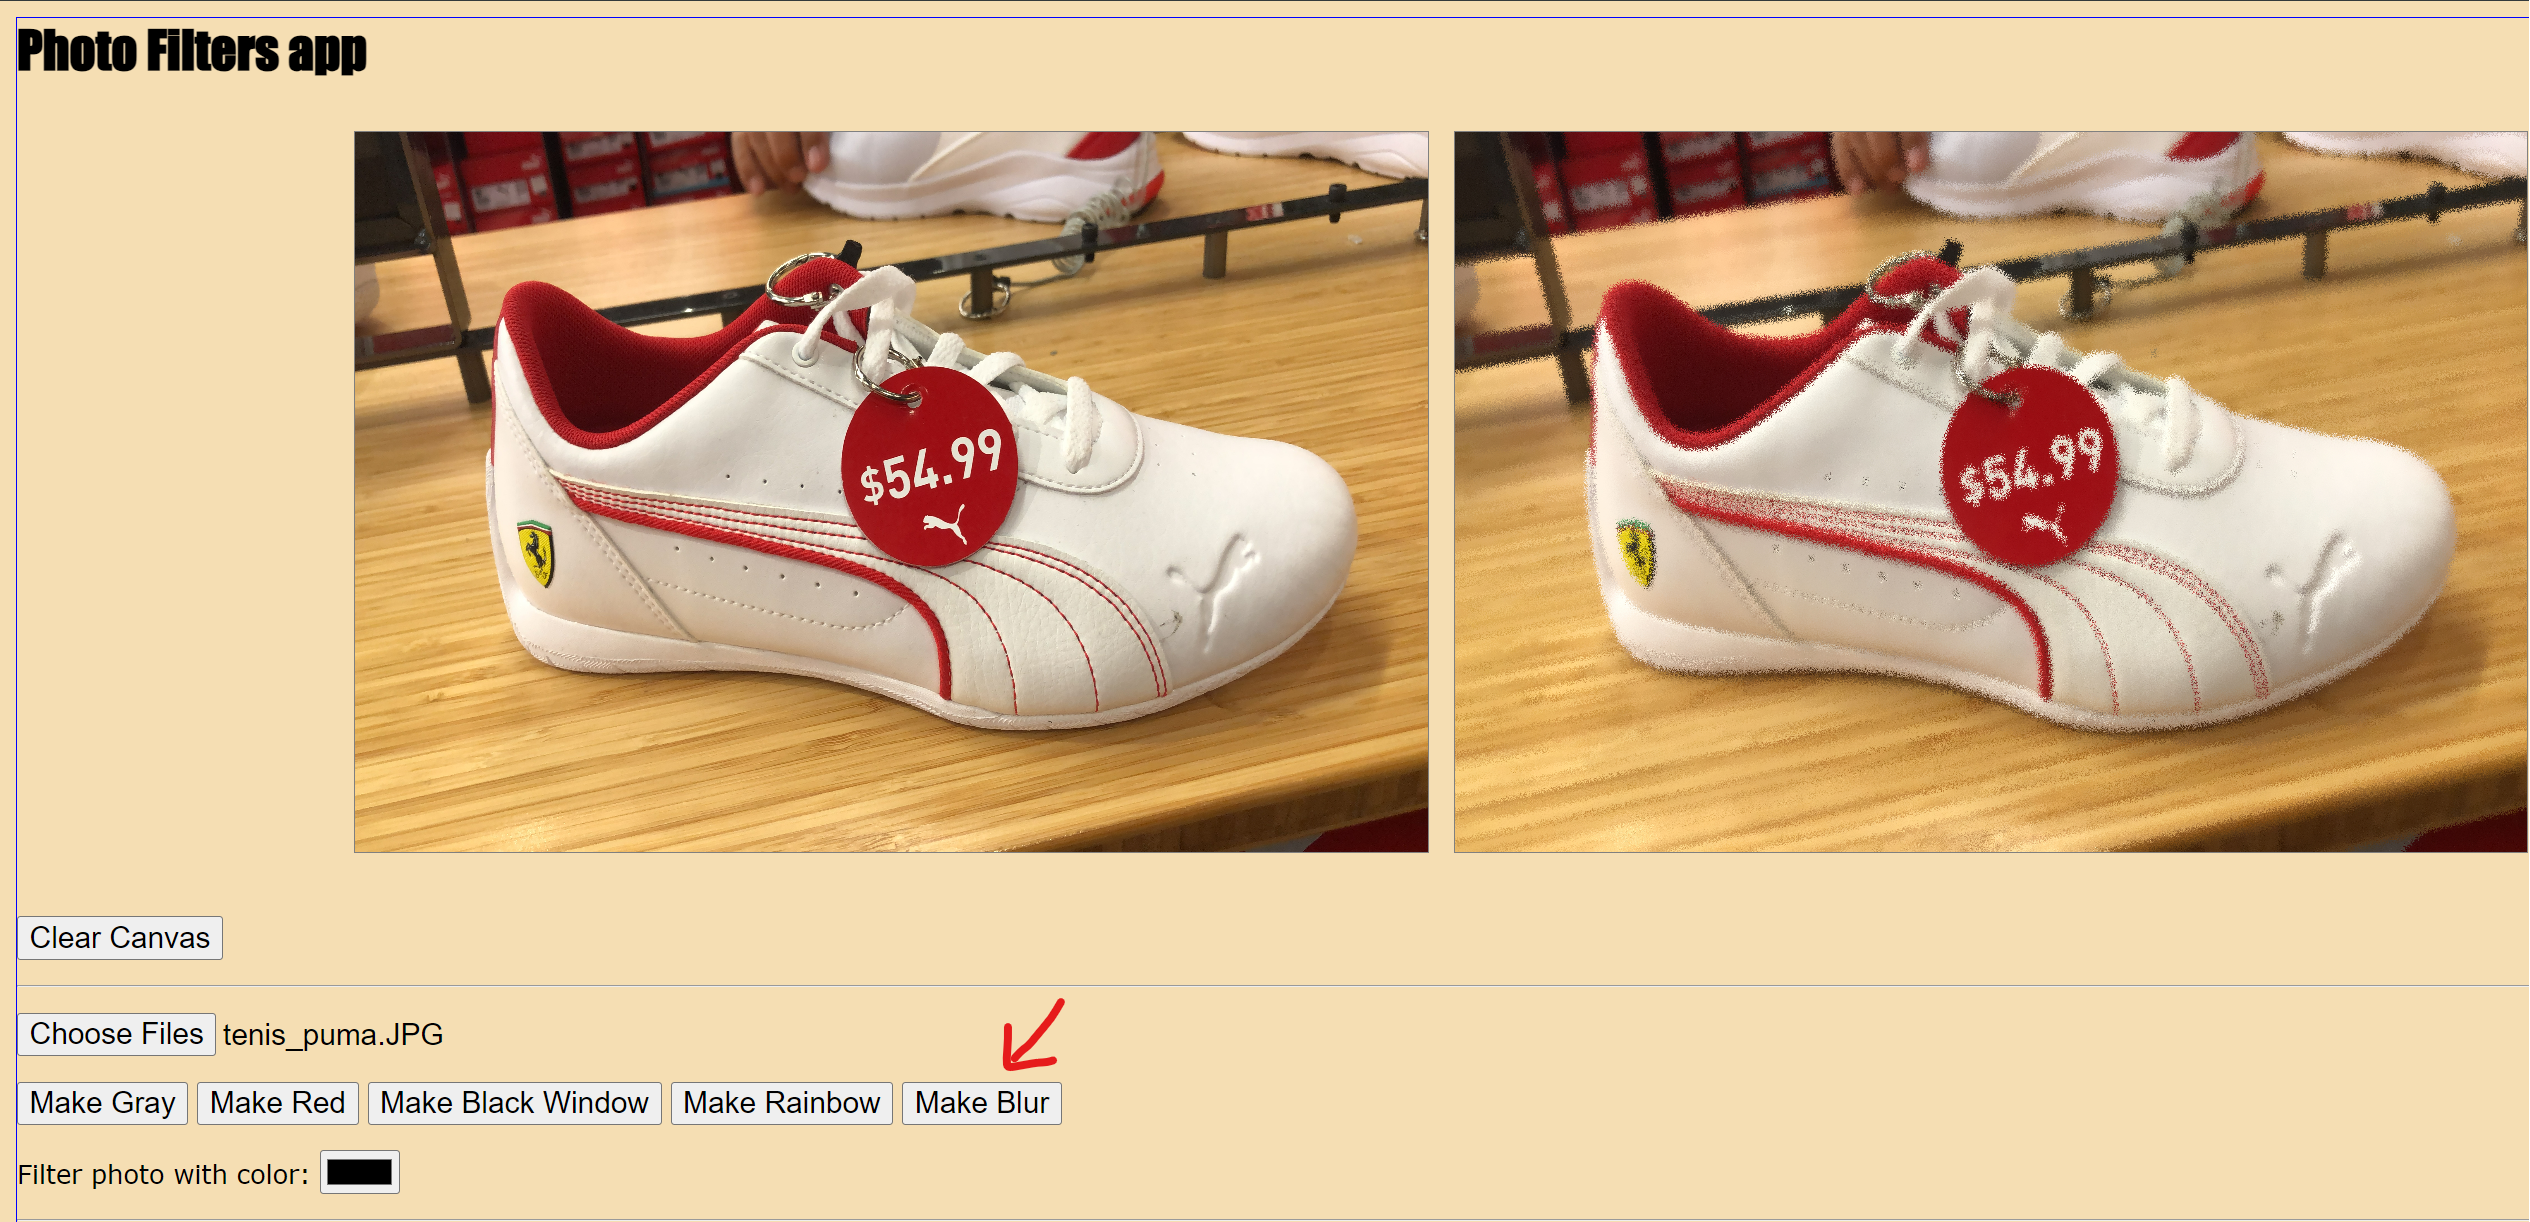 Photo Filters app
$54.99
$54.99
Clear Canvas
Choose Files tenis_puma.JPG
Make Gray Make Red Make Black Window Make Rainbow Make Blur
Filter photo with color: